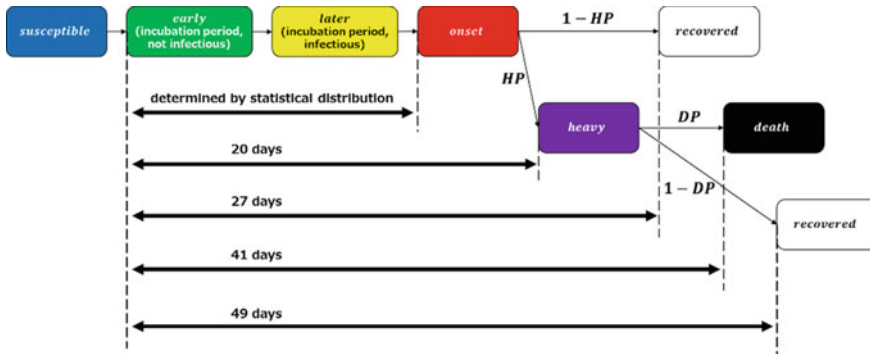 susceptible
early
(incubation period,
not infectious)
later
(incubation period,
infectious)
onset
1−HP
recovered
HP
determined by statistical distribution
heavy
DP
death
20 days
1−DP
27 days
recovered
41 days
49 days